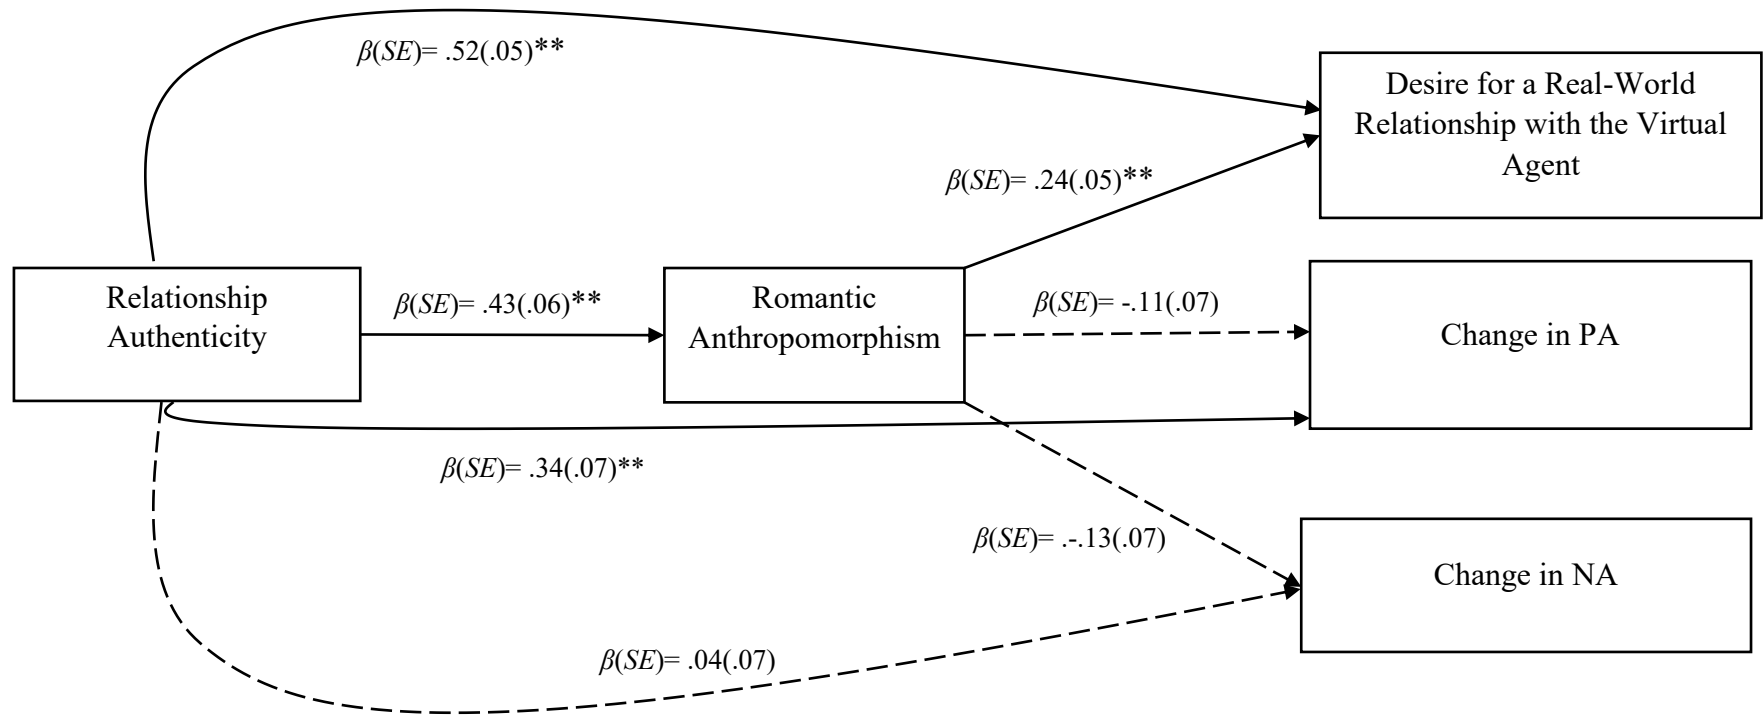 β(SE)= .52(.05)**
Desire for a Real-World
Relationship with the Virtual
Agent
β(SE)= .24(.05)**
Relationship
Authenticity
β(SE)= .43(.06)**
Romantic
Anthropomorphism
β(SE)= -.11(.07)
Change in PA
β(SE)= .34(.07)**
β(SE)= .-.13(.07)
Change in NA
β(SE)= .04(.07)